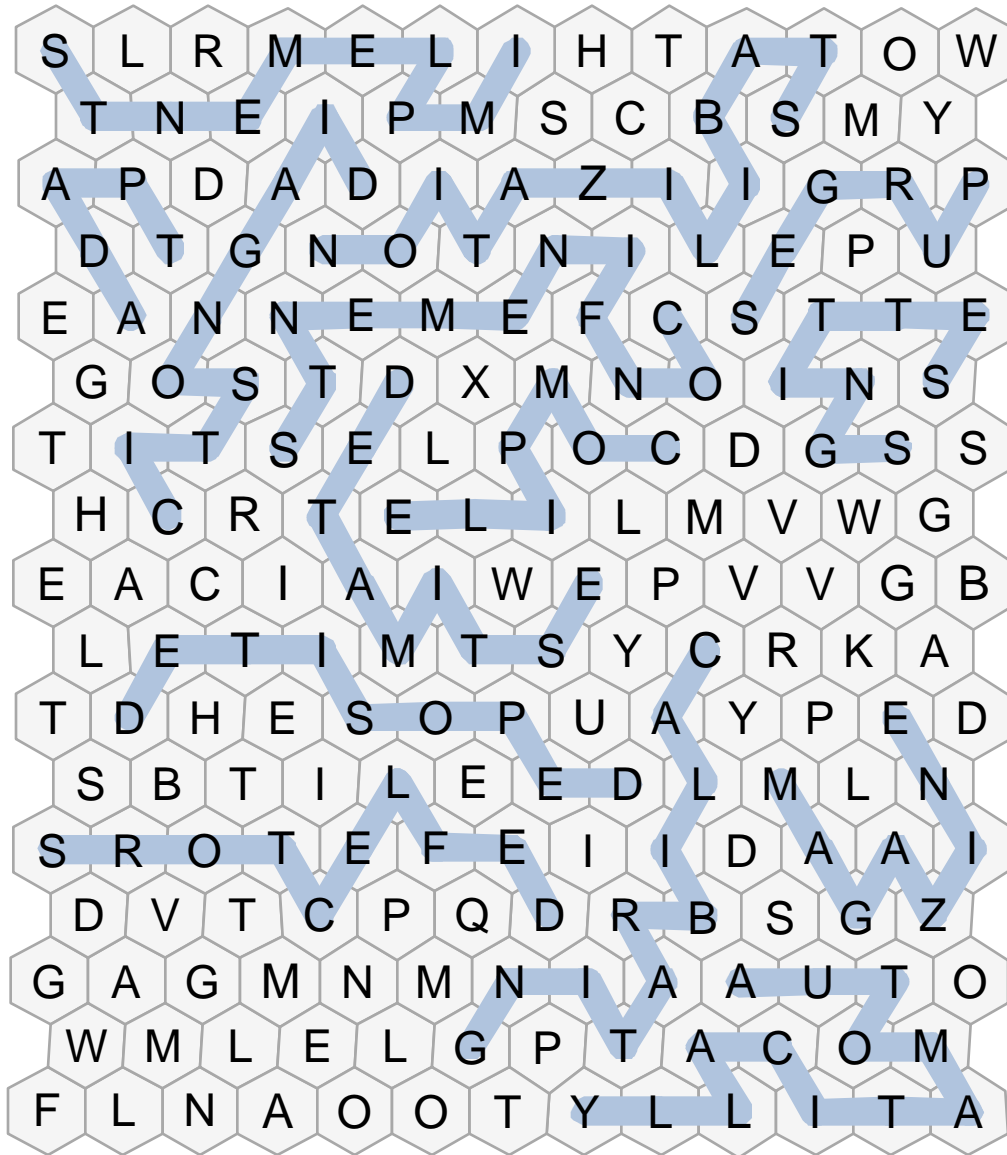 S L R M E L I H T A T O W
T N E I P M S C B S M Y
A P D A D I A Z I I G R P
D T G N O T N I L E P U
E A N N E M E F C S T T E
G O S T D X M N O I N S
T I T S E L P O C D G S S
H C R T E L I L M V W G
E A C I A I W E P V V G B
L E T I M T S Y C R K A
T D H E S O P U A Y P E D
S B T I L E E D L M L N
S R O T E F E I I D A A I
D V T C P Q D R B S G Z
G A G M N M N I A A U T O
W M L E L G P T A C O M
F L N A O O T Y L L I T A